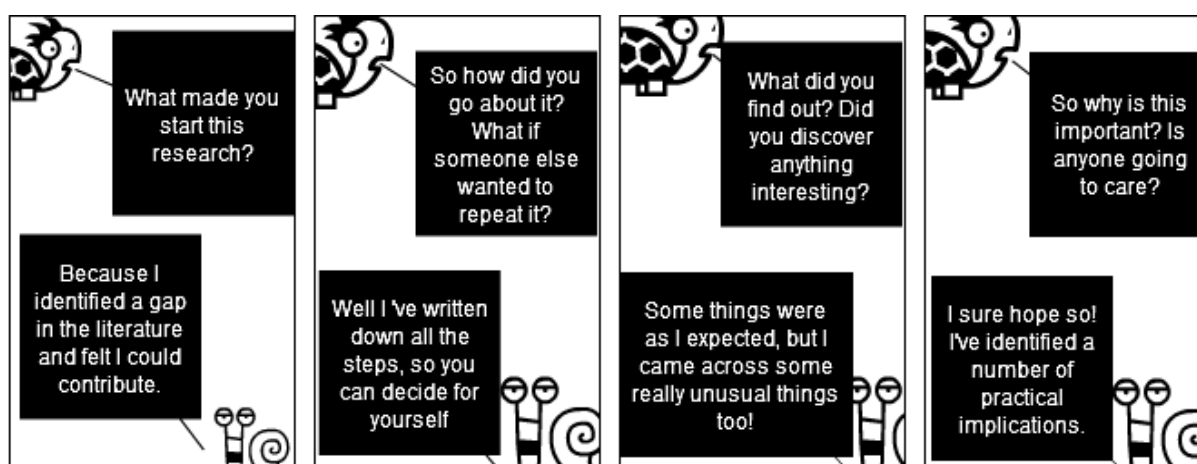 What made you
start this
research?
Because I
identified a gap
in the literature
and felt I could
contribute.
So how did you
go about it?
What if
someone else
wanted to
repeat it?
Well I 've written
down all the
steps, so you
can decide for
yourself
What did you
find out? Did
you discover
anything
interesting?
Some things were
as I expected, but I
came across some
really unusual things
too!
So why is this
important? Is
anyone going
to care?
I sure hope so!
I've identified a
number of
practical
implications.